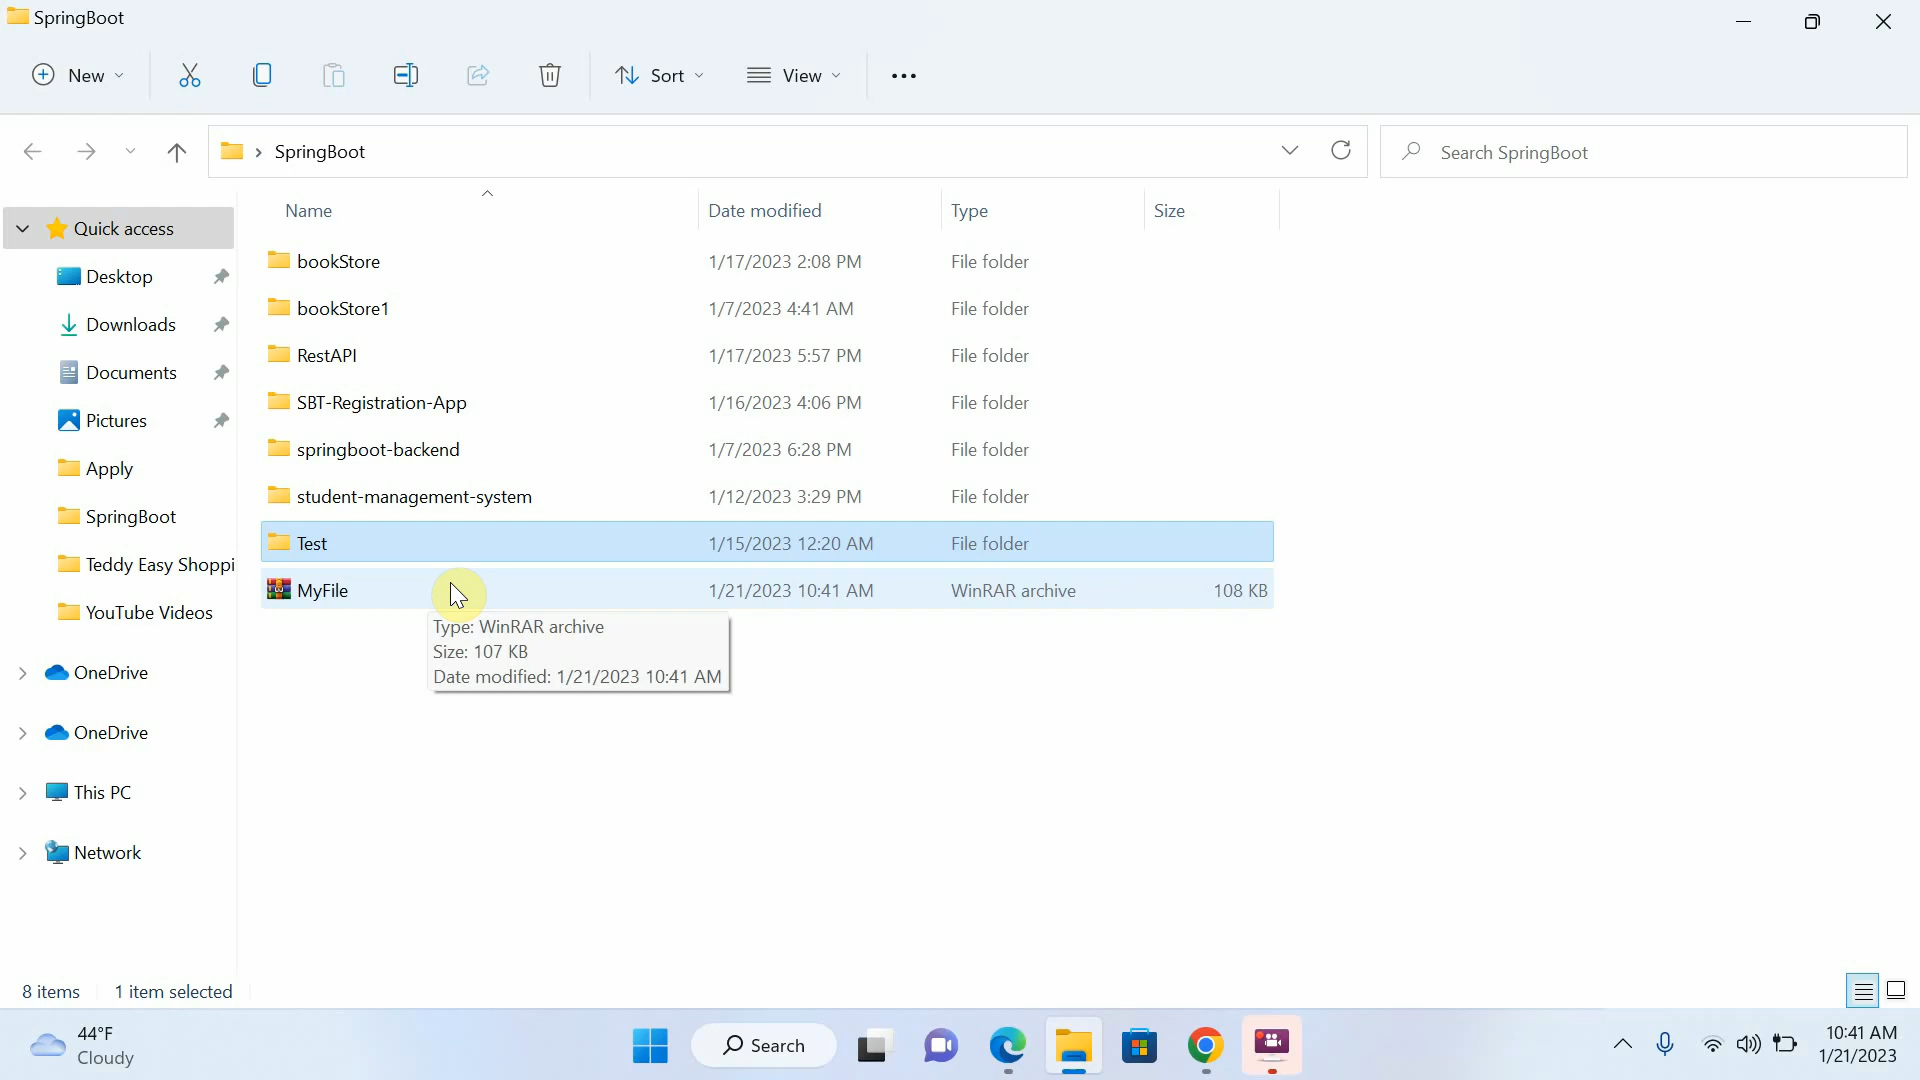 SpringBoot
New
Sort
View
SpringBoot
Search SpringBoot
Name
Date modified
Type
Size
Quick access
Desktop
Downloads
Documents
Pictures
Apply
SpringBoot
Teddy Easy Shoppi
YouTube Videos
OneDrive
OneDrive
This PC
Network
bookStore 1/17/2023 2:08 PM File folder
bookStore1 1/7/2023 4:41 AM File folder
RestAPI 1/17/2023 5:57 PM File folder
SBT-Registration-App 1/16/2023 4:06 PM File folder
springboot-backend 1/7/2023 6:28 PM File folder
student-management-system 1/12/2023 3:29 PM File folder
Test 1/15/2023 12:20 AM File folder
MyFile 1/21/2023 10:41 AM WinRAR archive 108 KB
Type: WinRAR archive
Size: 107 KB
Date modified: 1/21/2023 10:41 AM
8 items 1 item selected
44°F
Cloudy
Search
10:41 AM
1/21/2023